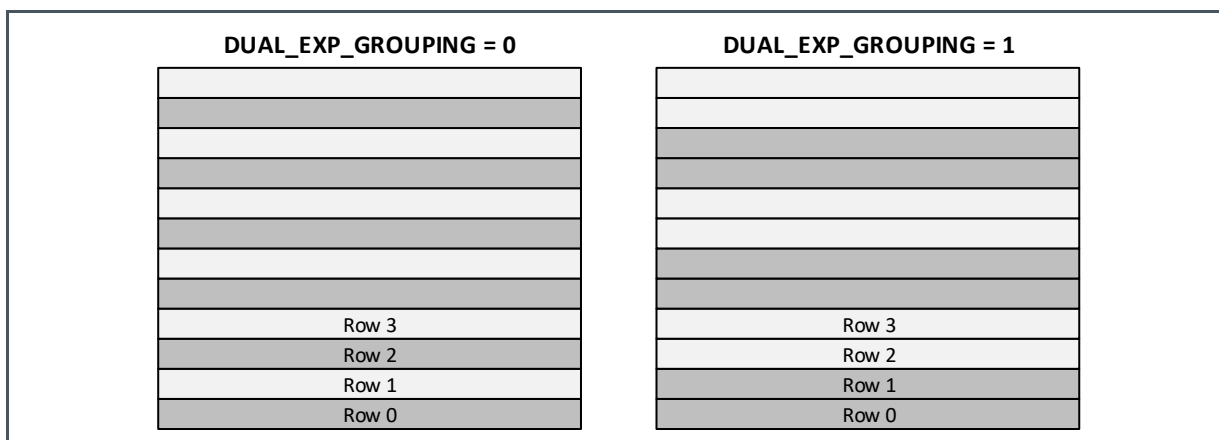 DUAL_EXP_GROUPING = 0
DUAL_EXP_GROUPING = 1
Row 3
Row 2
Row 1
Row 0
Row 3
Row 2
Row 1
Row 0